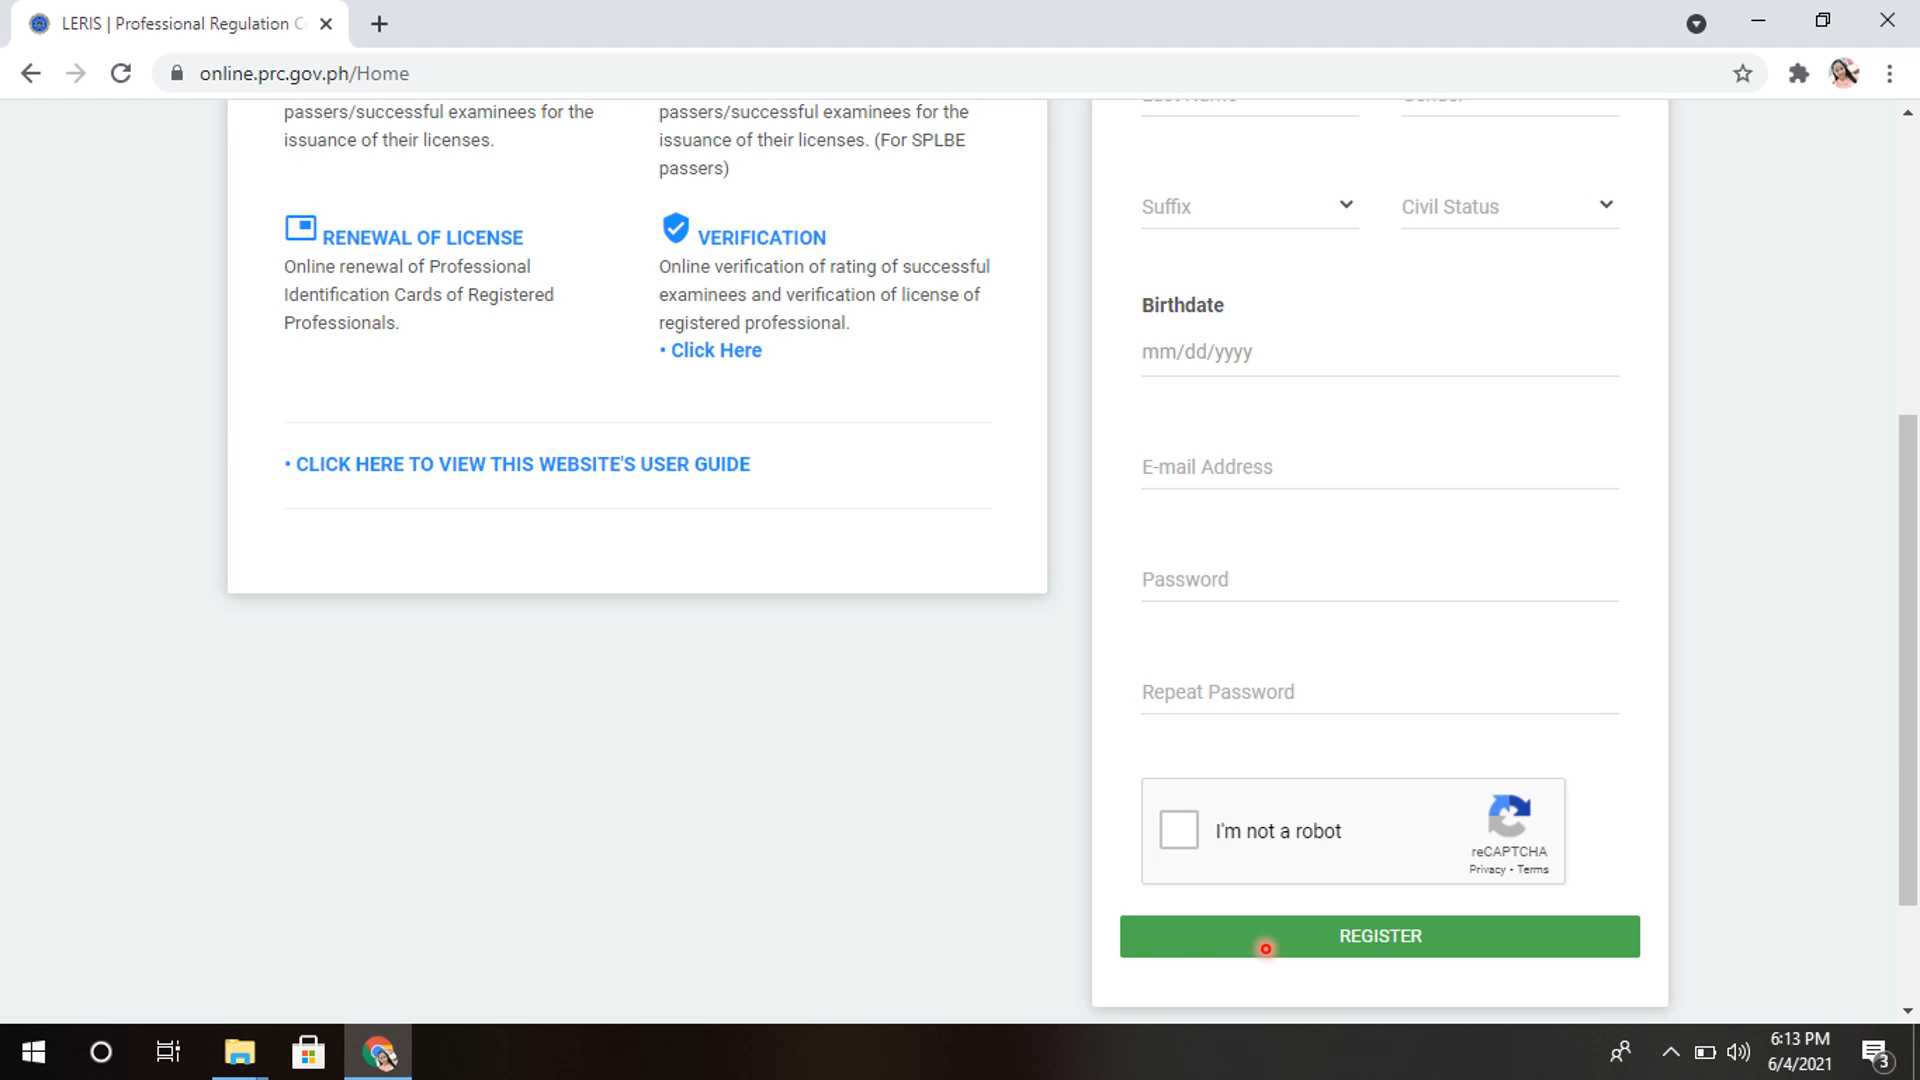 LERIS | Professional Regulation C
online.prc.gov.ph/Home
passers/successful examinees for the
issuance of their licenses.
passers/successful examinees for the
issuance of their licenses. (For SPLBE
passers)
RENEWAL OF LICENSE
Online renewal of Professional
Identification Cards of Registered
Professionals.
VERIFICATION
Online verification of rating of successful
examinees and verification of license of
registered professional.
• Click Here
• CLICK HERE TO VIEW THIS WEBSITE'S USER GUIDE
Last Name
Gender
Suffix
Civil Status
Birthdate
mm/dd/yyyy
E-mail Address
Password
Repeat Password
I'm not a robot
reCAPTCHA
Privacy - Terms
REGISTER
6:13 PM
6/4/2021
3